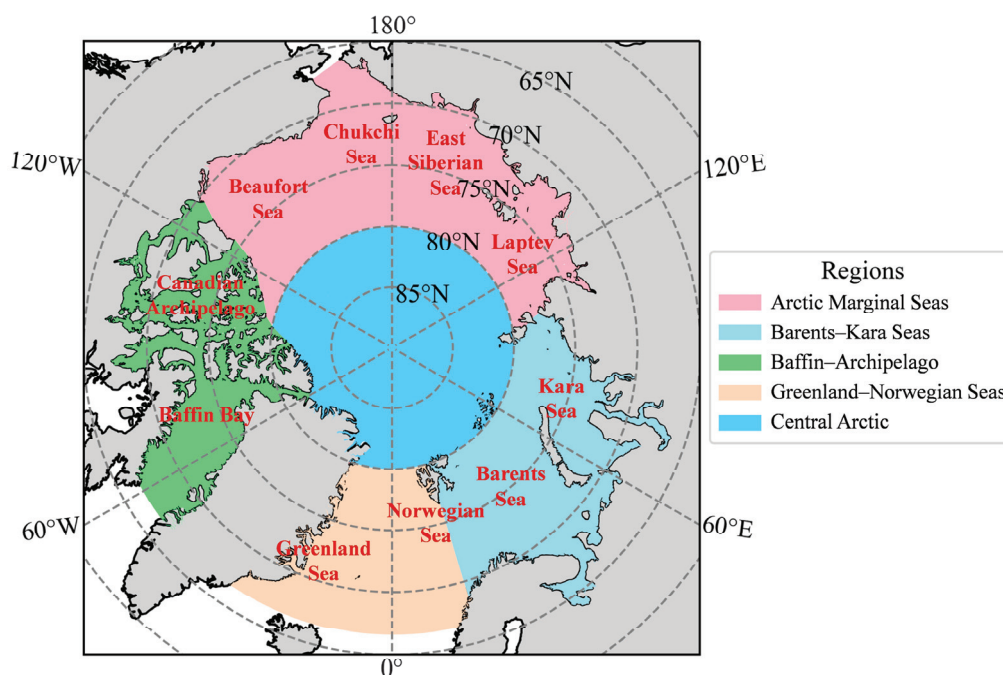 180°
65°N
Chukchi
Sea
East
Siberian
Sea
70°N
120°W
120°E
Beaufort
Sea
75°N
80°N
Laptev
Sea
85°N
Canadian
Archipelago
Kara
Sea
Baffin Bay
Barents
Sea
Norwegian
Sea
60°W
60°E
Greenland
Sea
0°
Regions
Arctic Marginal Seas
Barents–Kara Seas
Baffin–Archipelago
Greenland–Norwegian Seas
Central Arctic